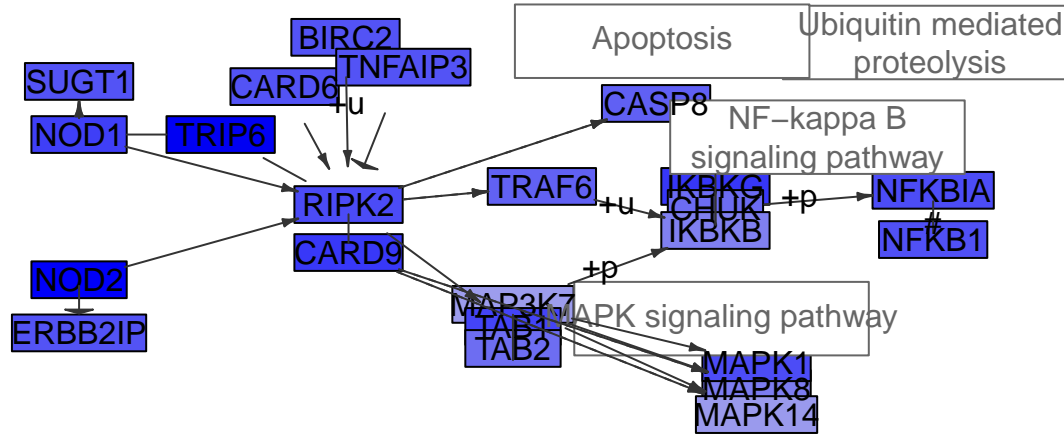 BIRC2
Apoptosis
Ubiquitin mediated
proteolysis
TNFAIP3
SUGT1
CARD6
+u
CASP8
NOD1
TRIP6
NF−kappa B
signaling pathway
RIPK2
TRAF6
+u
IKBKG
CHUK
IKBKB
+p
NFKBIA
#
NFKB1
CARD9
+p
NOD2
ERBB2IP
MAP3K7
TAB1
TAB2
MAPK signaling pathway
MAPK1
MAPK8
MAPK14